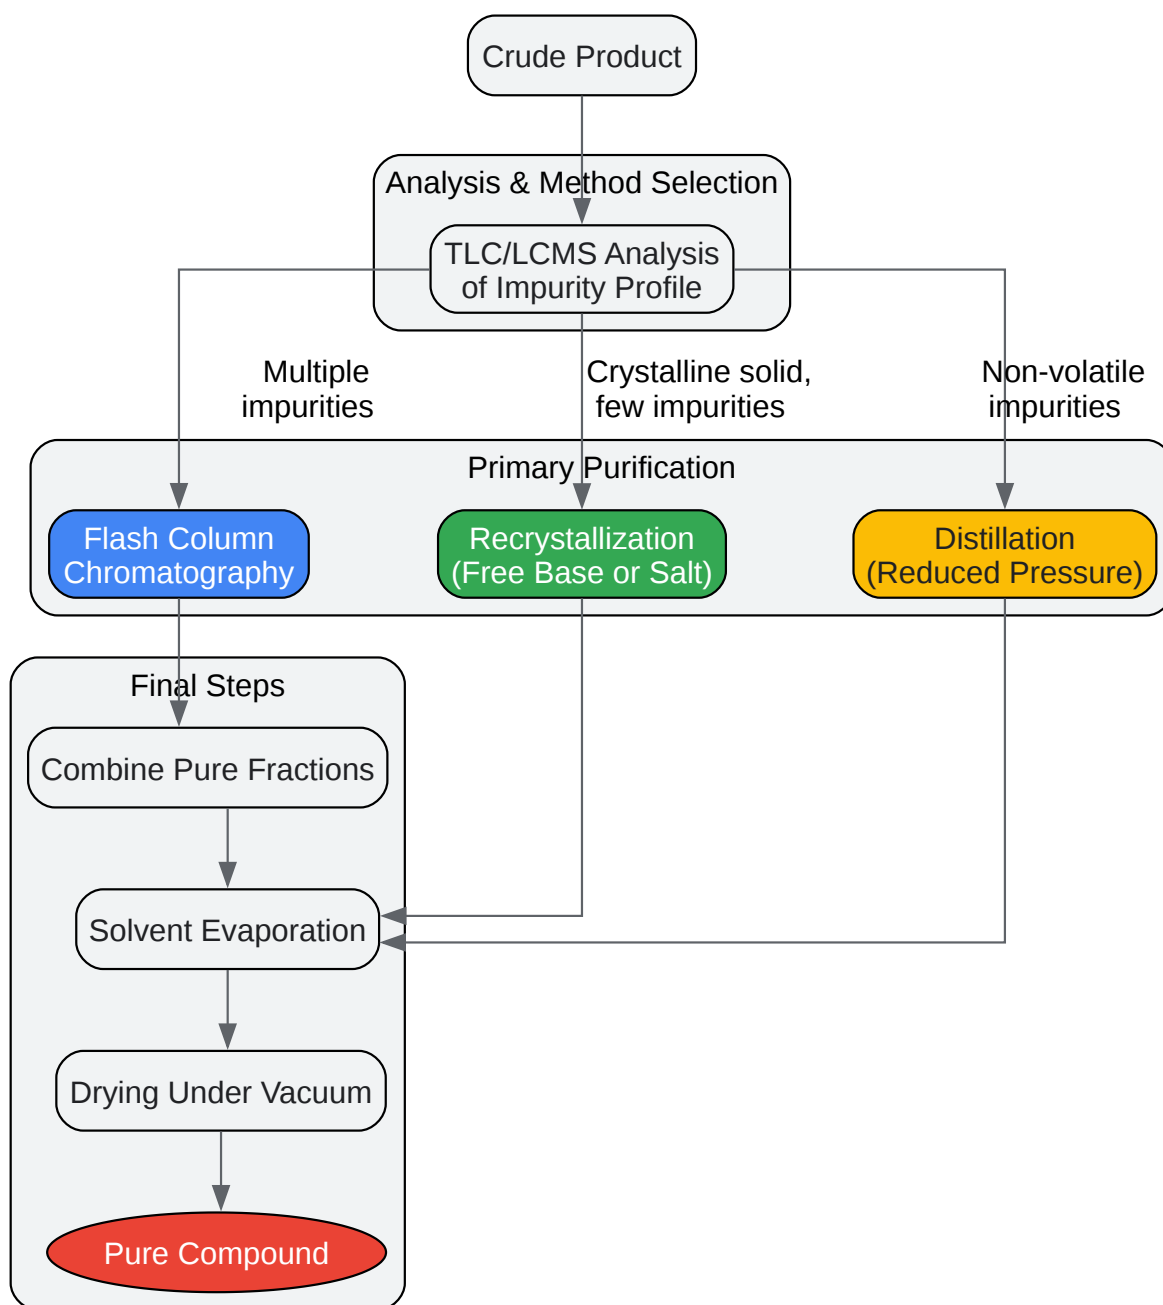 Crude Product
Analysis & Method Selection
TLC/LCMS Analysis
of Impurity Profile
Multiple
impurities
Crystalline solid,
few impurities
Non-volatile
impurities
Primary Purification
Flash Column
Chromatography
Recrystallization
(Free Base or Salt)
Distillation
(Reduced Pressure)
Final Steps
Combine Pure Fractions
Solvent Evaporation
Drying Under Vacuum
Pure Compound